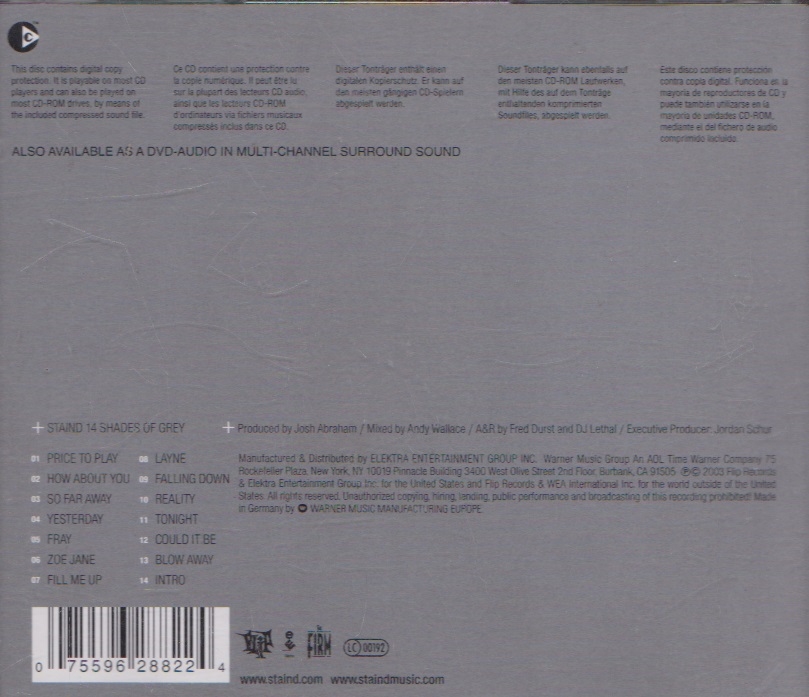 This disc contains digital copy
protection. It is playable on most CD
players and can also be played on
most CD-ROM drives, by means of
the included compressed sound file.
Ce CD contient une protection contre
la copie numérique. Il peut être lu
sur la plupart des lecteurs CD audio,
ainsi que les lecteurs CD-ROM
d'ordinateurs via fichiers musicaux
compressés inclus dans ce CD.
Dieser Tonträger enthält einen
digitalen Kopierschutz. Er kann auf
den meisten gängigen CD-Spielern
abgespielt werden.
Dieser Tonträger kann ebenfalls auf
den meisten CD-ROM Laufwerken,
mit Hilfe des auf dem Tonträge
enthaltenden komprimierten
Soundfiles, abgespielt werden.
Este disco contiene protección
contra copia digital. Funciona en la
mayoría de reproductores de CD y
puede también utilizarse en la
mayoría de unidades CD-ROM,
mediante el del fichero de audio
comprimido incluido.
ALSO AVAILABLE AS A DVD-AUDIO IN MULTI-CHANNEL SURROUND SOUND
+ STAIND 14 SHADES OF GREY
01 PRICE TO PLAY
02 HOW ABOUT YOU
03 SO FAR AWAY
04 YESTERDAY
05 FRAY
06 ZOE JANE
07 FILL ME UP
08 LAYNE
09 FALLING DOWN
10 REALITY
11 TONIGHT
12 COULD IT BE
13 BLOW AWAY
14 INTRO
+ Produced by Josh Abraham / Mixed by Andy Wallace / A&R by Fred Durst and DJ Lethal / Executive Producer: Jordan Schur
Manufactured & Distributed by ELEKTRA ENTERTAINMENT GROUP INC. Warner Music Group An AOL Time Warner Company 75
Rockefeller Plaza, New York, NY 10019 Pinnacle Building 3400 West Olive Street 2nd Floor, Burbank, CA 91505 ℗© 2003 Flip Records
& Elektra Entertainment Group Inc. for the United States and Flip Records & WEA International Inc. for the world outside of the United
States. All rights reserved. Unauthorized copying, hiring, lending, public performance and broadcasting of this recording prohibited! Made
in Germany by WARNER MUSIC MANUFACTURING EUROPE
0 75596 28822 4
FLIP
THE FIRM
LC 00192
www.staind.com www.staindmusic.com